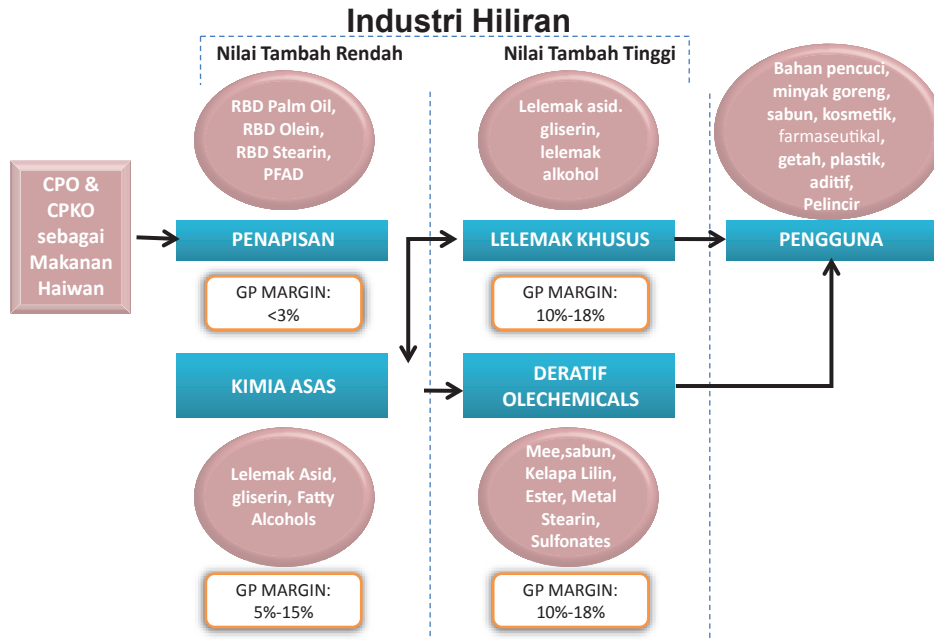 Industri Hiliran
Nilai Tambah Rendah
Nilai Tambah Tinggi
CPO &
CPKO
sebagai
Makanan
Haiwan
RBD Palm Oil,
RBD Olein,
RBD Stearin,
PFAD
PENAPISAN
GP MARGIN:
<3%
KIMIA ASAS
Lelemak Asid,
gliserin, Fatty
Alcohols
GP MARGIN:
5%-15%
Lelemak asid.
gliserin,
lelemak
alkohol
LELEMAK KHUSUS
GP MARGIN:
10%-18%
DERATIF
OLECHEMICALS
Mee,sabun,
Kelapa Lilin,
Ester, Metal
Stearin,
Sulfonates
GP MARGIN:
10%-18%
Bahan pencuci,
minyak goreng,
sabun, kosmetik,
farmaseutikal,
getah, plastik,
aditif,
Pelincir
PENGGUNA